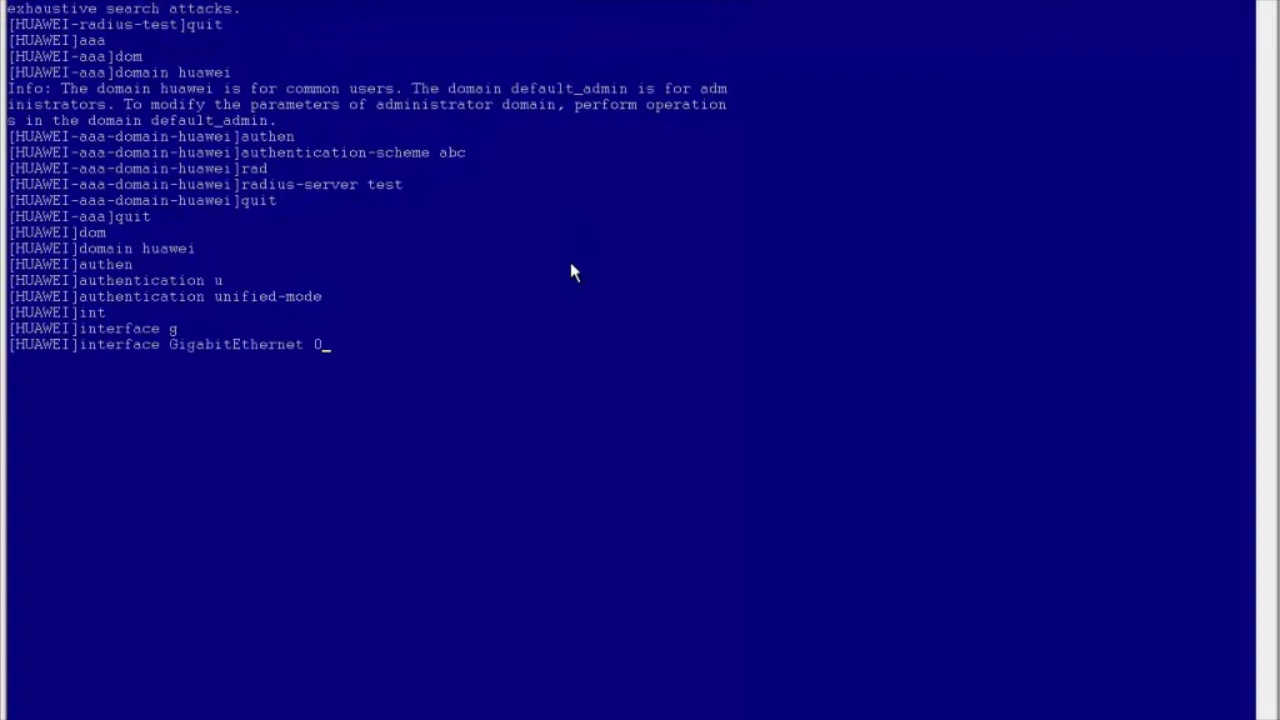 exhaustive search attacks.
[HUAWEI-radius-test]quit
[HUAWEI]aaa
[HUAWEI-aaa]dom
[HUAWEI-aaa]domain huawei
Info: The domain huawei is for common users. The domain default_admin is for adm
inistrators. To modify the parameters of administrator domain, perform operation
s in the domain default_admin.
[HUAWEI-aaa-domain-huawei]authen
[HUAWEI-aaa-domain-huawei]authentication-scheme abc
[HUAWEI-aaa-domain-huawei]rad
[HUAWEI-aaa-domain-huawei]radius-server test
[HUAWEI-aaa-domain-huawei]quit
[HUAWEI-aaa]quit
[HUAWEI]dom
[HUAWEI]domain huawei
[HUAWEI]authen
[HUAWEI]authentication u
[HUAWEI]authentication unified-mode
[HUAWEI]int
[HUAWEI]interface g
[HUAWEI]interface GigabitEthernet 0_